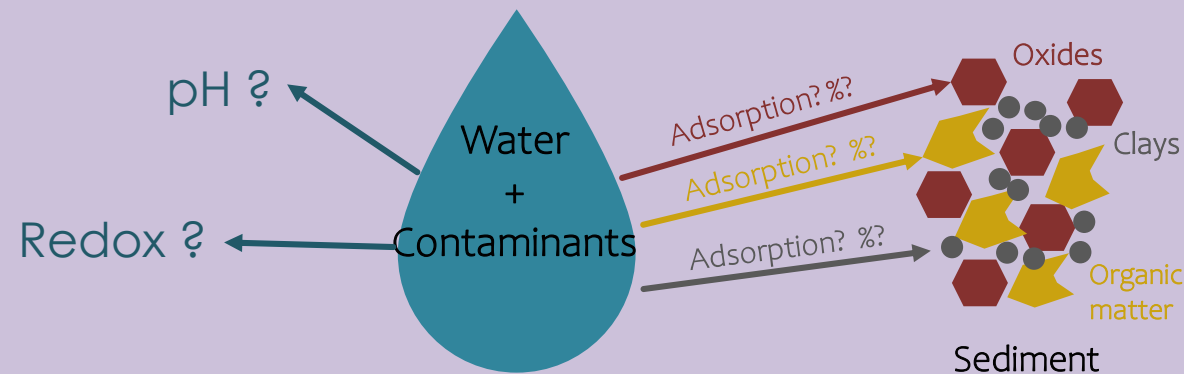 pH ?
Redox ?
Water
+
Contaminants
Adsorption? %?
Adsorption? %?
Adsorption? %?
Oxides
Clays
Organic
matter
Sediment